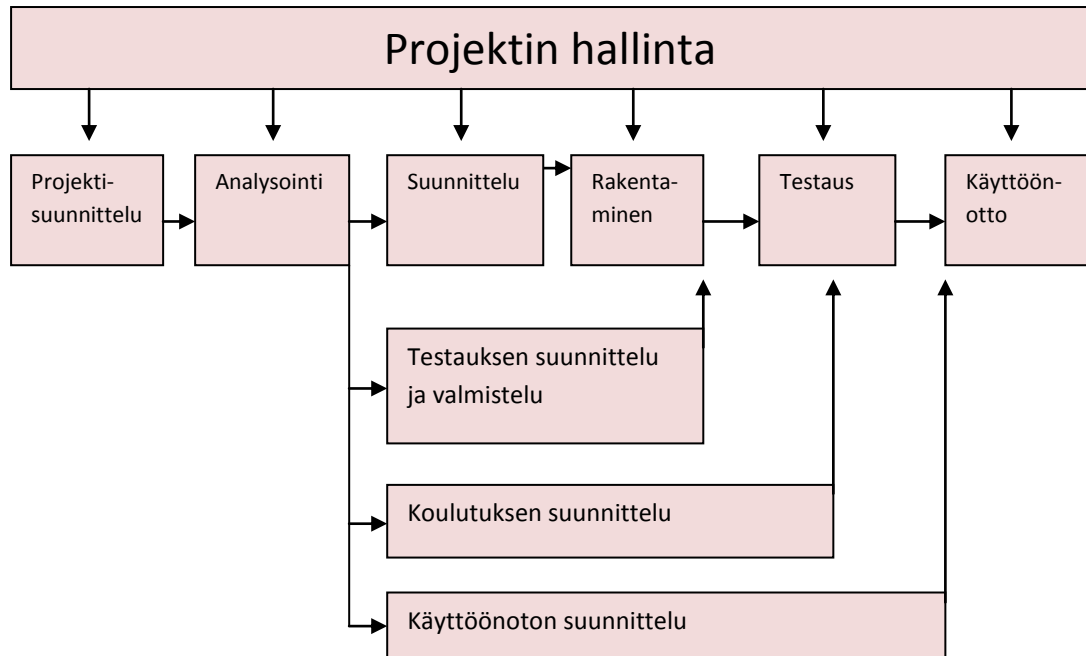 Projektin hallinta
Projekti-
suunnittelu
Analysointi
Suunnittelu
Rakenta-
minen
Testaus
Käyttöön-
otto
Testauksen suunnittelu
ja valmistelu
Koulutuksen suunnittelu
Käyttöönoton suunnittelu